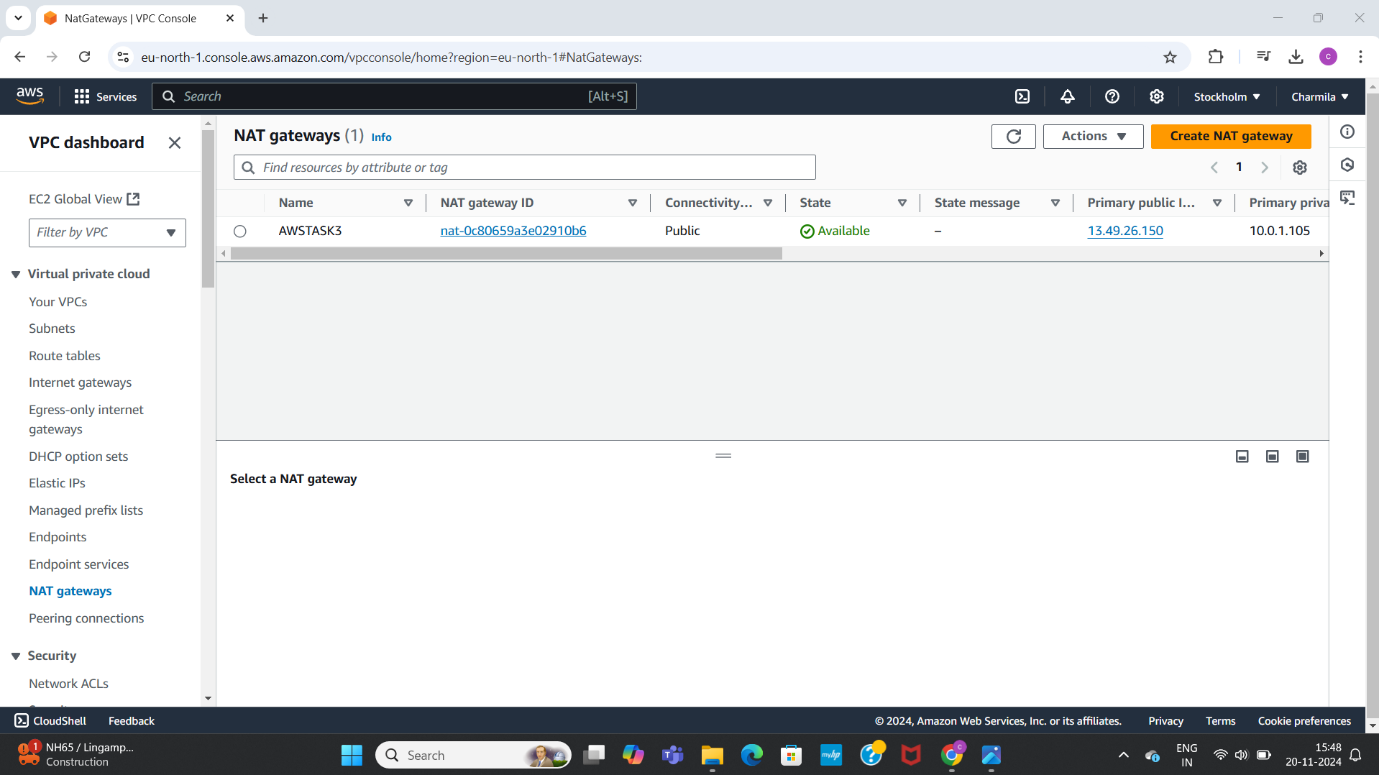 NatGateways | VPC Console
eu-north-1.console.aws.amazon.com/vpcconsole/home?region=eu-north-1#NatGateways:
C
aws
Services
Search
[Alt+S]
Stockholm
Charmila
VPC dashboard
EC2 Global View
Filter by VPC
Virtual private cloud
Your VPCs
Subnets
Route tables
Internet gateways
Egress-only internet
gateways
DHCP option sets
Elastic IPs
Managed prefix lists
Endpoints
Endpoint services
NAT gateways
Peering connections
Security
Network ACLs
NAT gateways (1) Info
Actions
Create NAT gateway
Find resources by attribute or tag
1
Name
NAT gateway ID
Connectivity...
State
State message
Primary public I...
Primary priva
AWSTASK3
nat-0c80659a3e02910b6
Public
Available
–
13.49.26.150
10.0.1.105
Select a NAT gateway
CloudShell
Feedback
© 2024, Amazon Web Services, Inc. or its affiliates.
Privacy
Terms
Cookie preferences
1
NH65 / Lingamp...
Construction
Search
myhp
C
ENG
IN
15:48
20-11-2024